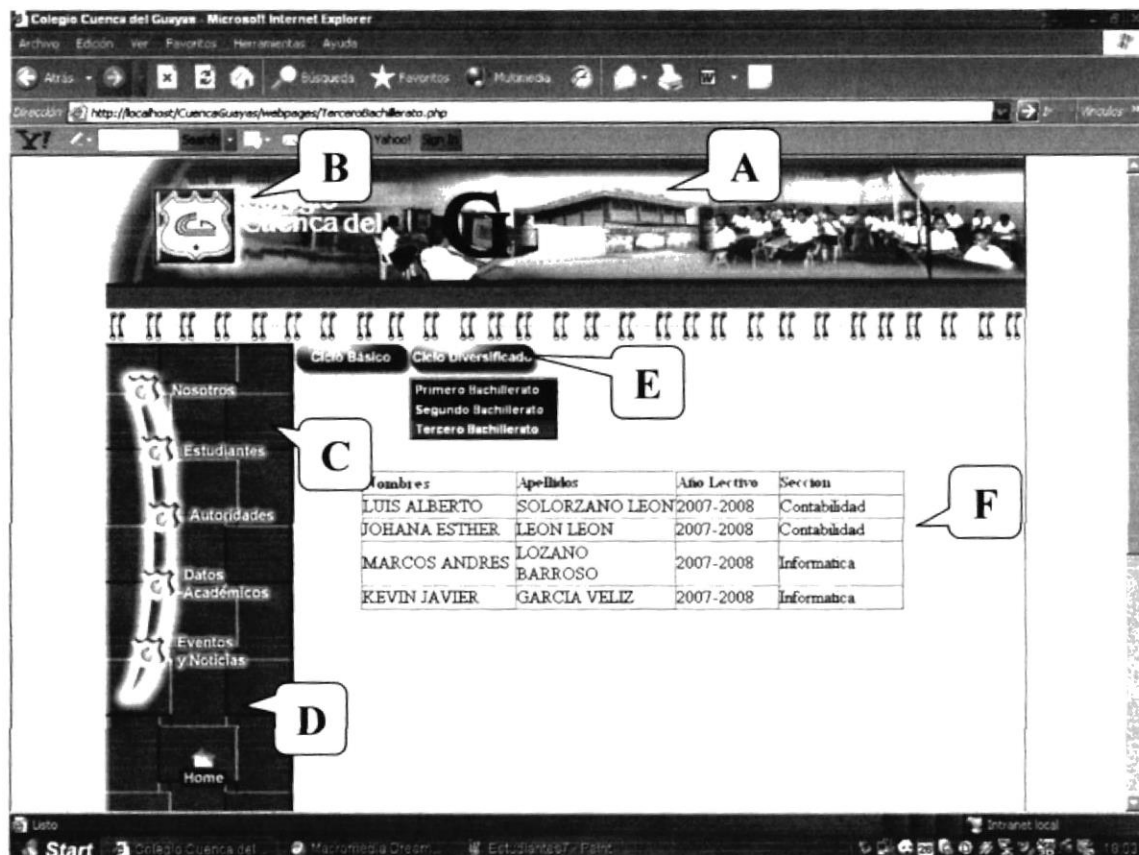 Colegio Cuenca del Guayas - Microsoft Internet Explorer
Archivo Edición Ver Favoritos Herramientas Ayuda
Atrás Búsqueda Favoritos Multimedia
Dirección http://localhost/CuencaGuayas/webpages/TerceroBachillerato.php Ir Vínculos
Y! Search Yahoo! Sign In
B
A
Cuenca del G
Ciclo Básico Ciclo Diversificado
E
Primero Bachillerato
Segundo Bachillerato
Tercero Bachillerato
Nosotros
Estudiantes
C
Autoridades
Datos
Académicos
Eventos
y Noticias
D
Home
Nombres Apellidos Año Lectivo Seccion
LUIS ALBERTO SOLORZANO LEON 2007-2008 Contabilidad
JOHANA ESTHER LEON LEON 2007-2008 Contabilidad
MARCOS ANDRES LOZANO BARROSO 2007-2008 Informatica
KEVIN JAVIER GARCIA VELIZ 2007-2008 Informatica
F
Listo Intranet local
Start Colegio Cuenca del ... Macromedia Dream... Estudiantes7 - Paint